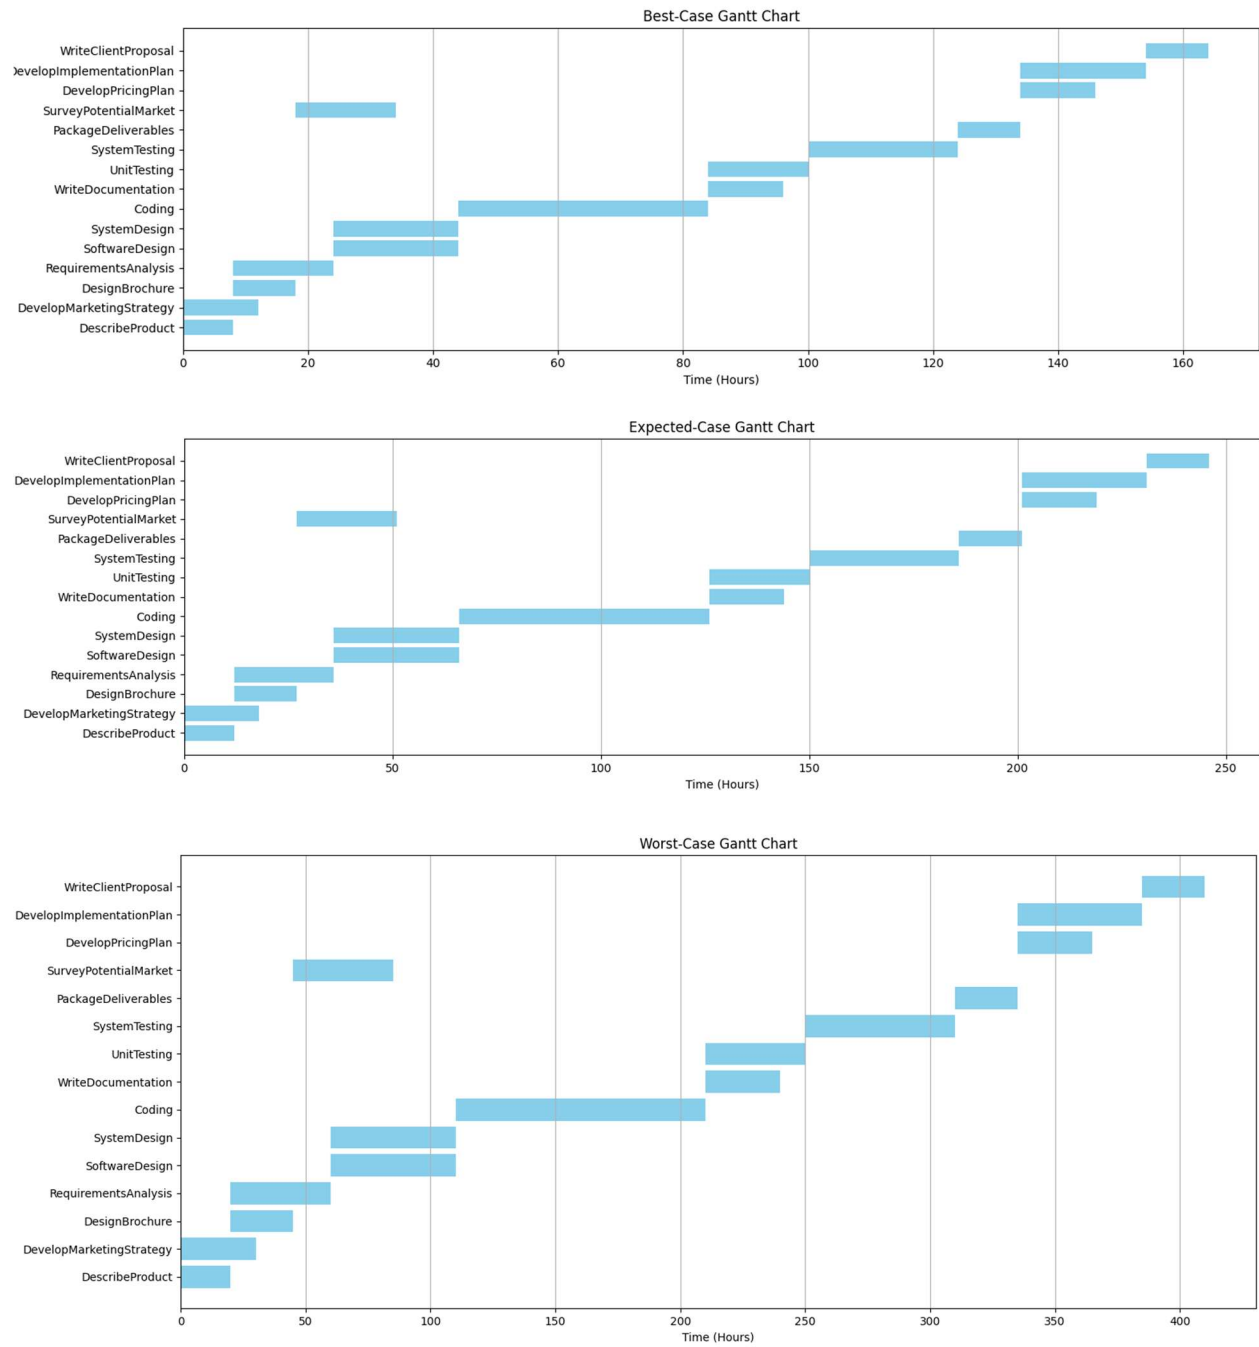 Best-Case Gantt Chart
WriteClientProposal
DevelopImplementationPlan
DevelopPricingPlan
SurveyPotentialMarket
PackageDeliverables
SystemTesting
UnitTesting
WriteDocumentation
Coding
SystemDesign
SoftwareDesign
RequirementsAnalysis
DesignBrochure
DevelopMarketingStrategy
DescribeProduct
0 20 40 60 80 100 120 140 160
Time (Hours)
Expected-Case Gantt Chart
WriteClientProposal
DevelopImplementationPlan
DevelopPricingPlan
SurveyPotentialMarket
PackageDeliverables
SystemTesting
UnitTesting
WriteDocumentation
Coding
SystemDesign
SoftwareDesign
RequirementsAnalysis
DesignBrochure
DevelopMarketingStrategy
DescribeProduct
0 50 100 150 200 250
Time (Hours)
Worst-Case Gantt Chart
WriteClientProposal
DevelopImplementationPlan
DevelopPricingPlan
SurveyPotentialMarket
PackageDeliverables
SystemTesting
UnitTesting
WriteDocumentation
Coding
SystemDesign
SoftwareDesign
RequirementsAnalysis
DesignBrochure
DevelopMarketingStrategy
DescribeProduct
0 50 100 150 200 250 300 350 400
Time (Hours)